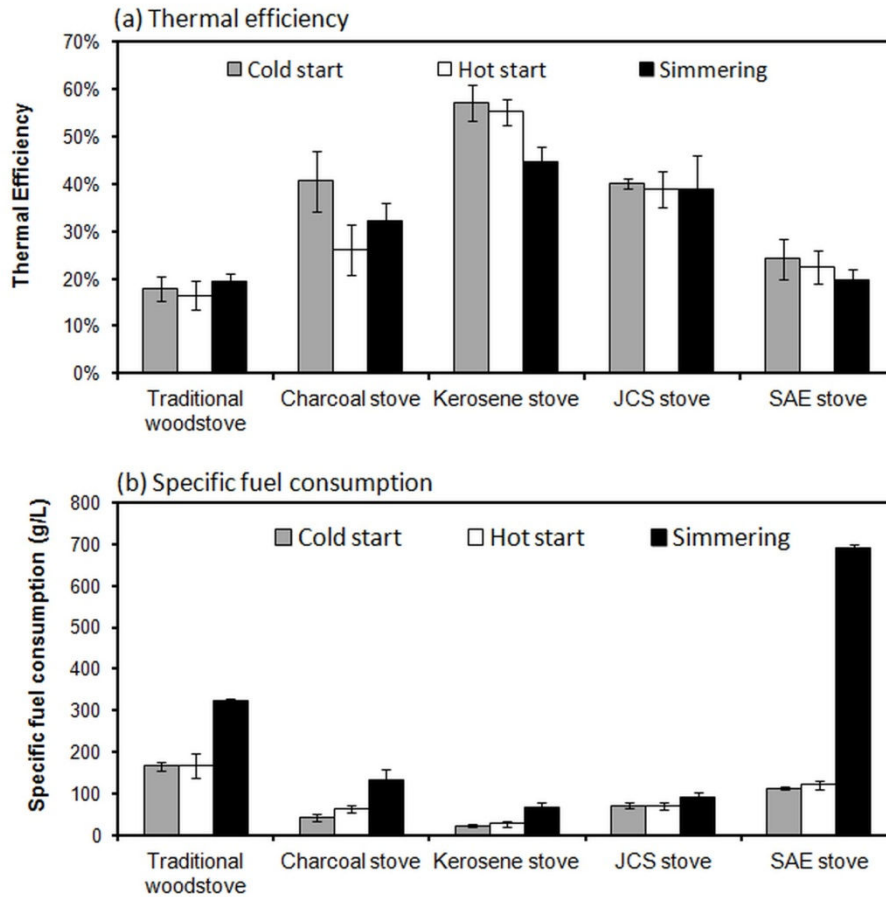 (a) Thermal efficiency
70%
Cold start Hot start Simmering
60%
50%
40%
30%
20%
10%
0%
Thermal Efficiency
Traditional woodstove
Charcoal stove
Kerosene stove
JCS stove
SAE stove
(b) Specific fuel consumption
800
Cold start Hot start Simmering
700
600
500
400
300
200
100
0
Specific fuel consumption (g/L)
Traditional woodstove
Charcoal stove
Kerosene stove
JCS stove
SAE stove